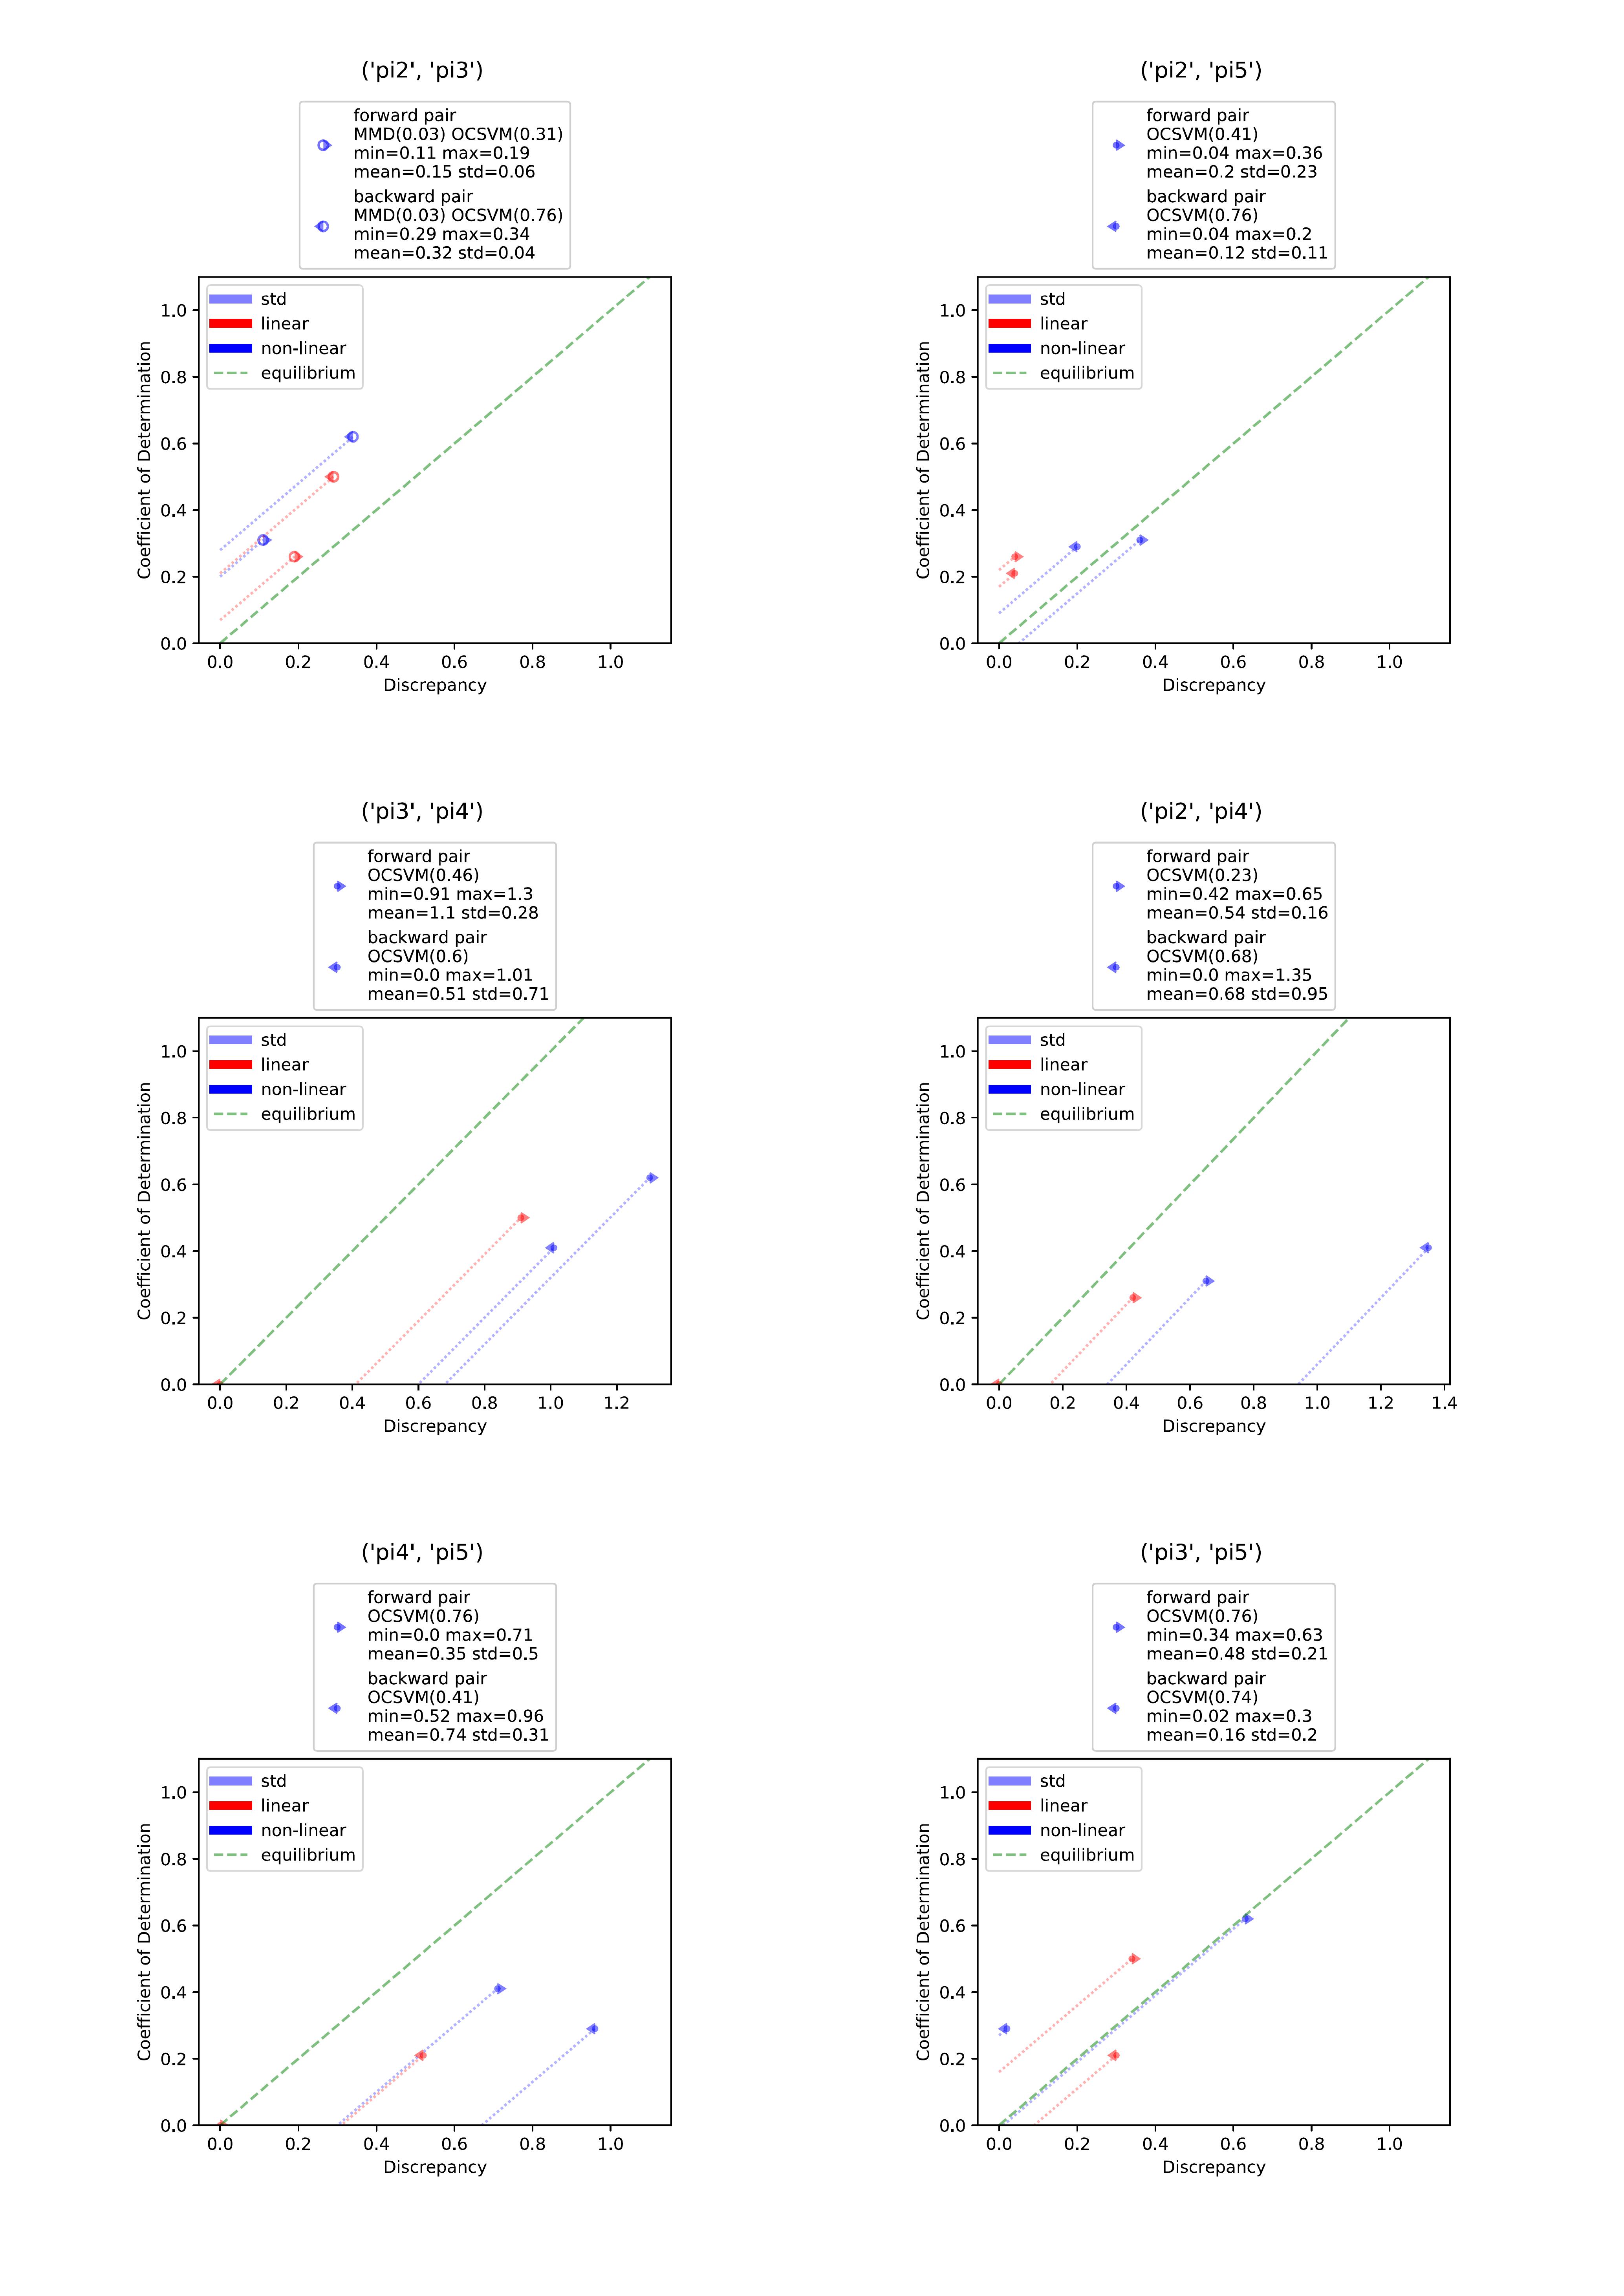 ('pi2', 'pi3')
forward pair
MMD(0.03) OCSVM(0.31)
min=0.11 max=0.19
mean=0.15 std=0.06
backward pair
MMD(0.03) OCSVM(0.76)
min=0.29 max=0.34
mean=0.32 std=0.04
std
linear
non-linear
equilibrium
Coefficient of Determination
1.0
0.8
0.6
0.4
0.2
0.0
0.0 0.2 0.4 0.6 0.8 1.0
Discrepancy
('pi2', 'pi5')
forward pair
OCSVM(0.41)
min=0.04 max=0.36
mean=0.2 std=0.23
backward pair
OCSVM(0.76)
min=0.04 max=0.2
mean=0.12 std=0.11
std
linear
non-linear
equilibrium
Coefficient of Determination
1.0
0.8
0.6
0.4
0.2
0.0
0.0 0.2 0.4 0.6 0.8 1.0
Discrepancy
('pi3', 'pi4')
forward pair
OCSVM(0.46)
min=0.91 max=1.3
mean=1.1 std=0.28
backward pair
OCSVM(0.6)
min=0.0 max=1.01
mean=0.51 std=0.71
std
linear
non-linear
equilibrium
Coefficient of Determination
1.0
0.8
0.6
0.4
0.2
0.0
0.0 0.2 0.4 0.6 0.8 1.0 1.2
Discrepancy
('pi2', 'pi4')
forward pair
OCSVM(0.23)
min=0.42 max=0.65
mean=0.54 std=0.16
backward pair
OCSVM(0.68)
min=0.0 max=1.35
mean=0.68 std=0.95
std
linear
non-linear
equilibrium
Coefficient of Determination
1.0
0.8
0.6
0.4
0.2
0.0
0.0 0.2 0.4 0.6 0.8 1.0 1.2 1.4
Discrepancy
('pi4', 'pi5')
forward pair
OCSVM(0.76)
min=0.0 max=0.71
mean=0.35 std=0.5
backward pair
OCSVM(0.41)
min=0.52 max=0.96
mean=0.74 std=0.31
std
linear
non-linear
equilibrium
Coefficient of Determination
1.0
0.8
0.6
0.4
0.2
0.0
0.0 0.2 0.4 0.6 0.8 1.0
Discrepancy
('pi3', 'pi5')
forward pair
OCSVM(0.76)
min=0.34 max=0.63
mean=0.48 std=0.21
backward pair
OCSVM(0.74)
min=0.02 max=0.3
mean=0.16 std=0.2
std
linear
non-linear
equilibrium
Coefficient of Determination
1.0
0.8
0.6
0.4
0.2
0.0
0.0 0.2 0.4 0.6 0.8 1.0
Discrepancy